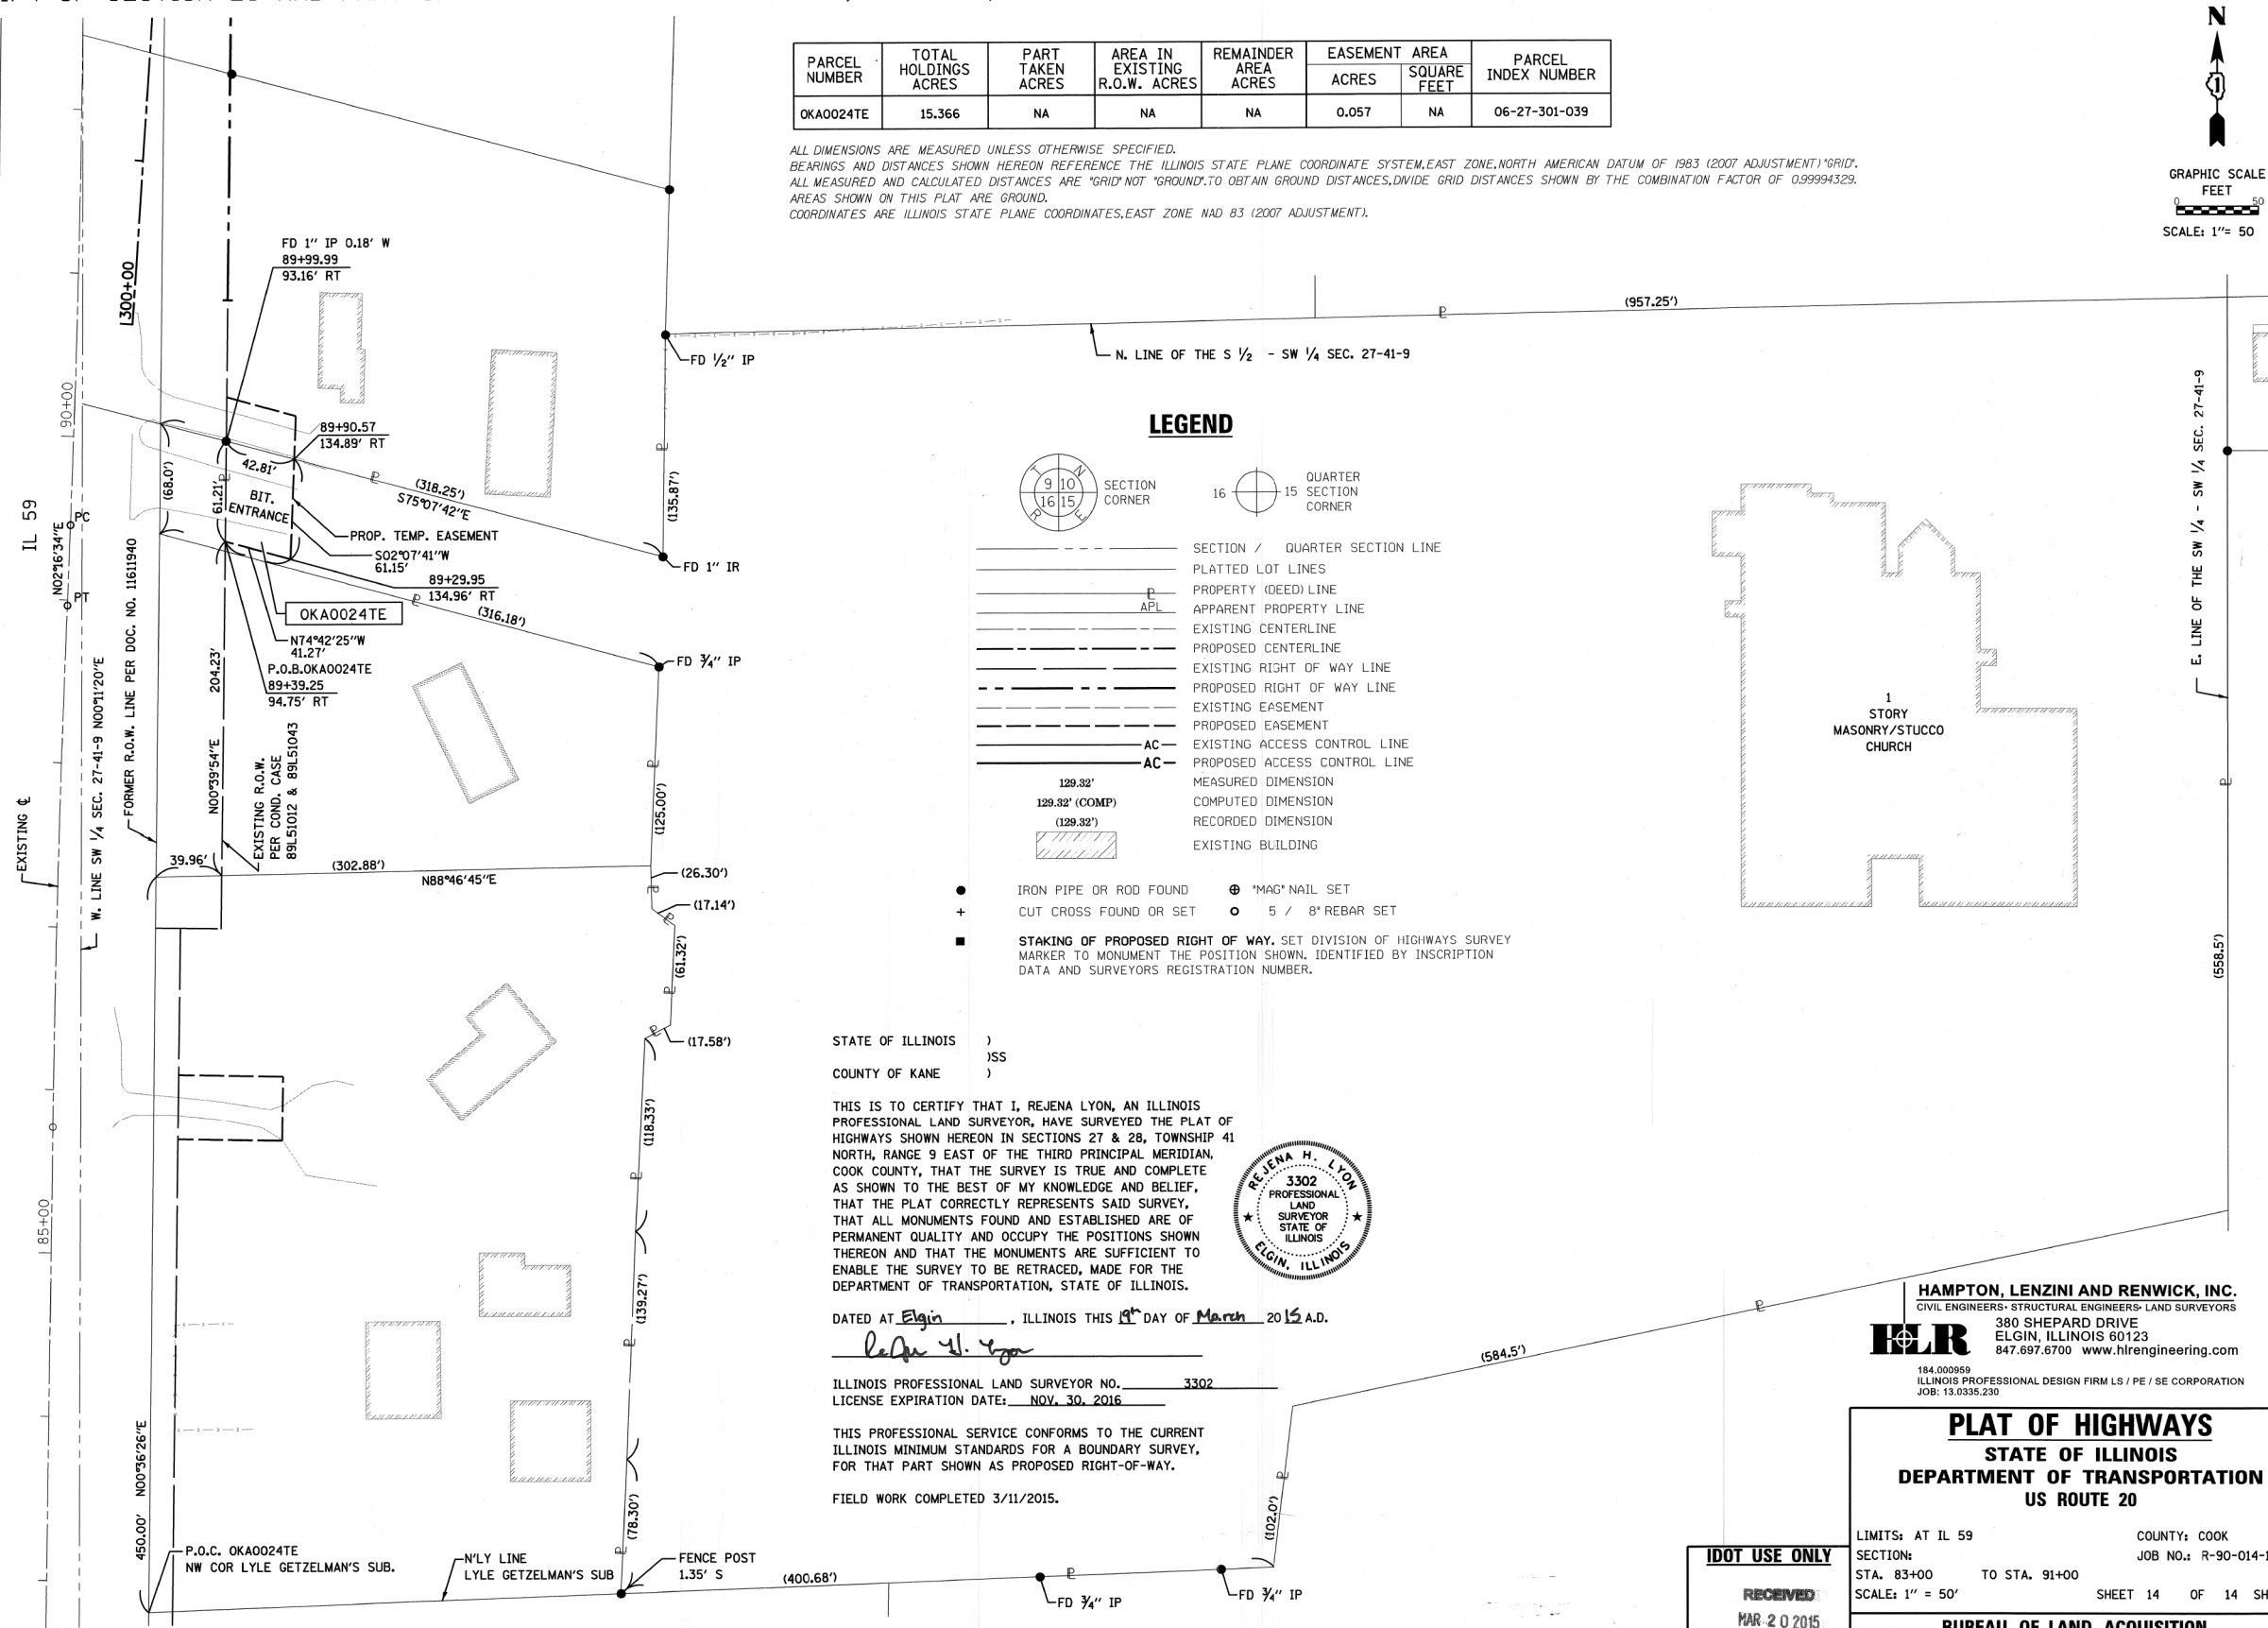 PARCEL NUMBER TOTAL HOLDINGS ACRES PART TAKEN ACRES AREA IN EXISTING R.O.W. ACRES REMAINDER AREA ACRES EASEMENT AREA ACRES SQUARE FEET PARCEL INDEX NUMBER
OKA0024TE 15.366 NA NA NA 0.057 NA 06-27-301-039
ALL DIMENSIONS ARE MEASURED UNLESS OTHERWISE SPECIFIED.
BEARINGS AND DISTANCES SHOWN HEREON REFERENCE THE ILLINOIS STATE PLANE COORDINATE SYSTEM,EAST ZONE,NORTH AMERICAN DATUM OF 1983 (2007 ADJUSTMENT) "GRID".
ALL MEASURED AND CALCULATED DISTANCES ARE "GRID" NOT "GROUND".TO OBTAIN GROUND DISTANCES,DIVIDE GRID DISTANCES SHOWN BY THE COMBINATION FACTOR OF 0.99994329.
AREAS SHOWN ON THIS PLAT ARE GROUND.
COORDINATES ARE ILLINOIS STATE PLANE COORDINATES,EAST ZONE NAD 83 (2007 ADJUSTMENT).
N
1
GRAPHIC SCALE
FEET
0 50
SCALE: 1"= 50
300+00
FD 1" IP 0.18' W
89+99.99
93.16' RT
90+00
89+90.57
134.89' RT
42.81'
(68.0')
61.21'
BIT.
ENTRANCE
(318.25')
S75°07'42"E
(135.87')
FD 1/2" IP
N. LINE OF THE S 1/2 - SW 1/4 SEC. 27-41-9
(957.25')
IL 59
PC
N02°16'34"E
PT
PROP. TEMP. EASEMENT
S02°07'41"W
61.15'
89+29.95
134.96' RT
FD 1" IR
OKA0024TE
(316.18')
N74°42'25"W
41.27'
P.O.B.OKA0024TE
89+39.25
94.75' RT
FD 3/4" IP
FORMER R.O.W. LINE PER DOC. NO. 11611940
W. LINE SW 1/4 SEC. 27-41-9 N00°11'20"E
204.23'
N00°39'54"E
EXISTING R.O.W.
PER COND. CASE
89L51012 & 89L51043
EXISTING ℄
(125.00')
39.96'
(302.88')
N88°46'45"E
(26.30')
(17.14')
(61.32')
(17.58')
(118.33')
(139.27')
(78.30')
85+00
450.00' N00°36'26"E
P.O.C. OKA0024TE
NW COR LYLE GETZELMAN'S SUB.
N'LY LINE
LYLE GETZELMAN'S SUB
FENCE POST
1.35' S
(400.68')
FD 3/4" IP
FD 3/4" IP
(102.0')
(584.5')
LEGEND
T N R E
9 10
16 15
SECTION
CORNER
16 15
QUARTER
SECTION
CORNER
SECTION / QUARTER SECTION LINE
PLATTED LOT LINES
PROPERTY (DEED) LINE
APL APPARENT PROPERTY LINE
EXISTING CENTERLINE
PROPOSED CENTERLINE
EXISTING RIGHT OF WAY LINE
PROPOSED RIGHT OF WAY LINE
EXISTING EASEMENT
PROPOSED EASEMENT
AC EXISTING ACCESS CONTROL LINE
AC PROPOSED ACCESS CONTROL LINE
129.32' MEASURED DIMENSION
129.32' (COMP) COMPUTED DIMENSION
(129.32') RECORDED DIMENSION
EXISTING BUILDING
IRON PIPE OR ROD FOUND "MAG" NAIL SET
CUT CROSS FOUND OR SET 5 / 8" REBAR SET
STAKING OF PROPOSED RIGHT OF WAY. SET DIVISION OF HIGHWAYS SURVEY
MARKER TO MONUMENT THE POSITION SHOWN. IDENTIFIED BY INSCRIPTION
DATA AND SURVEYORS REGISTRATION NUMBER.
1
STORY
MASONRY/STUCCO
CHURCH
E. LINE OF THE SW 1/4 - SW 1/4 SEC. 27-41-9
(558.5')
STATE OF ILLINOIS )
)SS
COUNTY OF KANE )
THIS IS TO CERTIFY THAT I, REJENA LYON, AN ILLINOIS
PROFESSIONAL LAND SURVEYOR, HAVE SURVEYED THE PLAT OF
HIGHWAYS SHOWN HEREON IN SECTIONS 27 & 28, TOWNSHIP 41
NORTH, RANGE 9 EAST OF THE THIRD PRINCIPAL MERIDIAN,
COOK COUNTY, THAT THE SURVEY IS TRUE AND COMPLETE
AS SHOWN TO THE BEST OF MY KNOWLEDGE AND BELIEF,
THAT THE PLAT CORRECTLY REPRESENTS SAID SURVEY,
THAT ALL MONUMENTS FOUND AND ESTABLISHED ARE OF
PERMANENT QUALITY AND OCCUPY THE POSITIONS SHOWN
THEREON AND THAT THE MONUMENTS ARE SUFFICIENT TO
ENABLE THE SURVEY TO BE RETRACED, MADE FOR THE
DEPARTMENT OF TRANSPORTATION, STATE OF ILLINOIS.
REJENA H. LYON
3302
PROFESSIONAL
LAND
SURVEYOR
STATE OF
ILLINOIS
ELGIN, ILLINOIS
DATED AT Elgin , ILLINOIS THIS 19th DAY OF March 2015 A.D.
ILLINOIS PROFESSIONAL LAND SURVEYOR NO. 3302
LICENSE EXPIRATION DATE: NOV. 30, 2016
THIS PROFESSIONAL SERVICE CONFORMS TO THE CURRENT
ILLINOIS MINIMUM STANDARDS FOR A BOUNDARY SURVEY,
FOR THAT PART SHOWN AS PROPOSED RIGHT-OF-WAY.
FIELD WORK COMPLETED 3/11/2015.
HAMPTON, LENZINI AND RENWICK, INC.
CIVIL ENGINEERS• STRUCTURAL ENGINEERS• LAND SURVEYORS
HLR
380 SHEPARD DRIVE
ELGIN, ILLINOIS 60123
847.697.6700 www.hlrengineering.com
184.000959
ILLINOIS PROFESSIONAL DESIGN FIRM LS / PE / SE CORPORATION
JOB: 13.0335.230
PLAT OF HIGHWAYS
STATE OF ILLINOIS
DEPARTMENT OF TRANSPORTATION
US ROUTE 20
LIMITS: AT IL 59 COUNTY: COOK
SECTION: JOB NO.: R-90-014-1
STA. 83+00 TO STA. 91+00
SCALE: 1" = 50' SHEET 14 OF 14 SH
BUREAU OF LAND ACQUISITION
IDOT USE ONLY
RECEIVED
MAR 20 2015